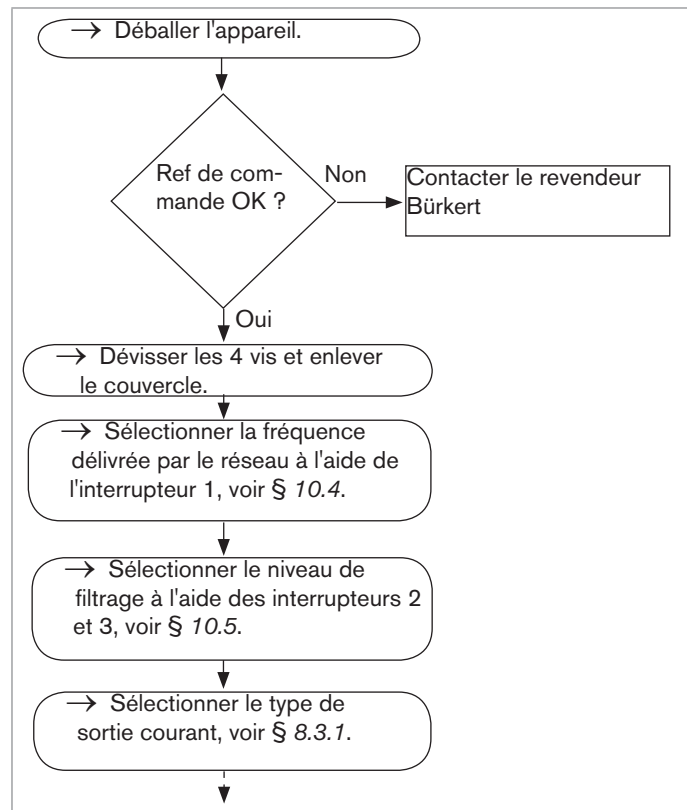 → Déballer l'appareil.
Ref de com-
mande OK ?
Non
Contacter le revendeur
Bürkert
Oui
→ Dévisser les 4 vis et enlever
le couvercle.
→ Sélectionner la fréquence
délivrée par le réseau à l'aide de
l'interrupteur 1, voir § 10.4.
→ Sélectionner le niveau de
filtrage à l'aide des interrupteurs 2
et 3, voir § 10.5.
→ Sélectionner le type de
sortie courant, voir § 8.3.1.